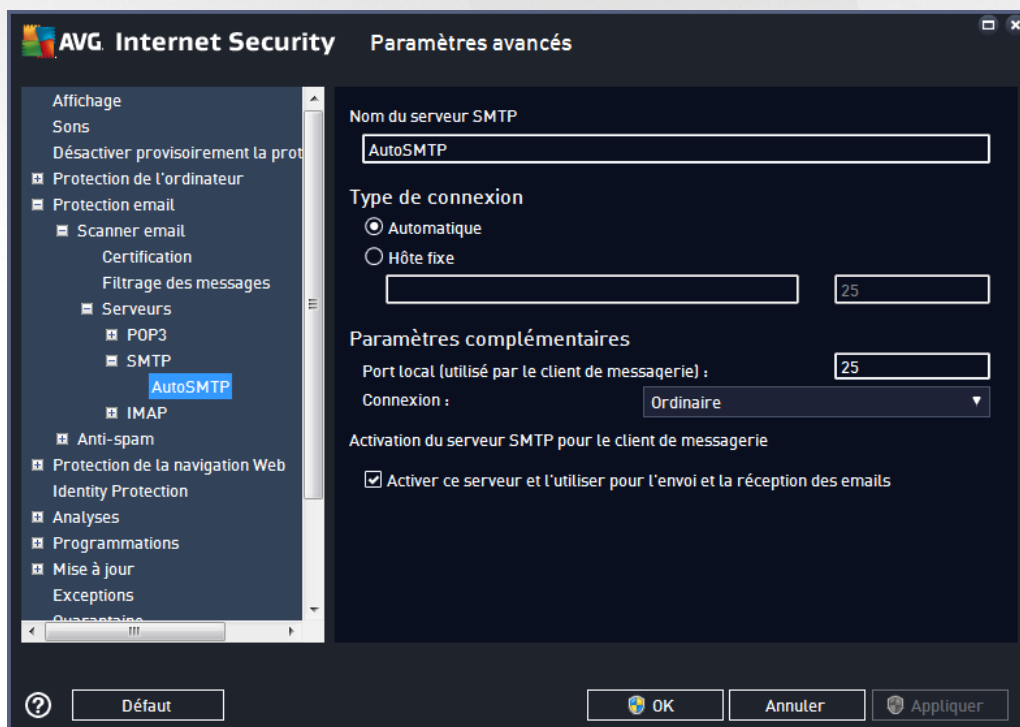 AVG. Internet Security Paramètres avancés
Affichage
Sons
Désactiver provisoirement la prot
Protection de l'ordinateur
Protection email
Scanner email
Certification
Filtrage des messages
Serveurs
POP3
SMTP
AutoSMTP
IMAP
Anti-spam
Protection de la navigation Web
Identity Protection
Analyses
Programmations
Mise à jour
Exceptions
Quarantaine
Nom du serveur SMTP
AutoSMTP
Type de connexion
Automatique
Hôte fixe
25
Paramètres complémentaires
Port local (utilisé par le client de messagerie) : 25
Connexion : Ordinaire
Activation du serveur SMTP pour le client de messagerie
Activer ce serveur et l'utiliser pour l'envoi et la réception des emails
? Défaut OK Annuler Appliquer